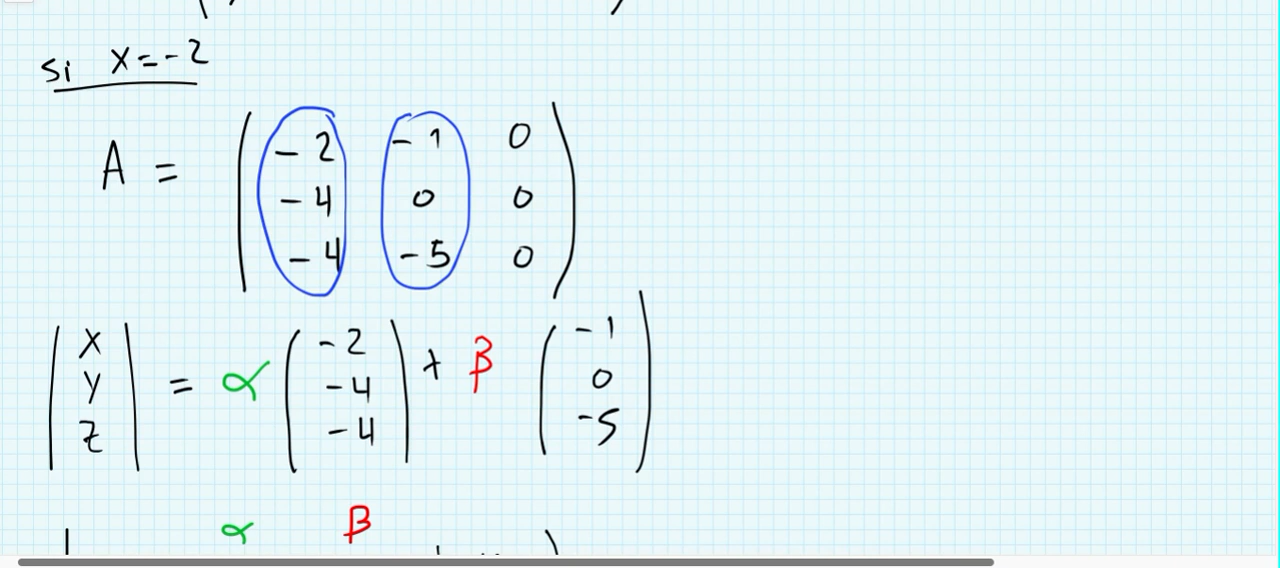 si x = -2
A = ( -2 -1 0
-4 0 0
-4 -5 0 )
| x | = α ( -2 ) + β ( -1 )
| y | ( -4 ) ( 0 )
| z | ( -4 ) ( -5 )
α β